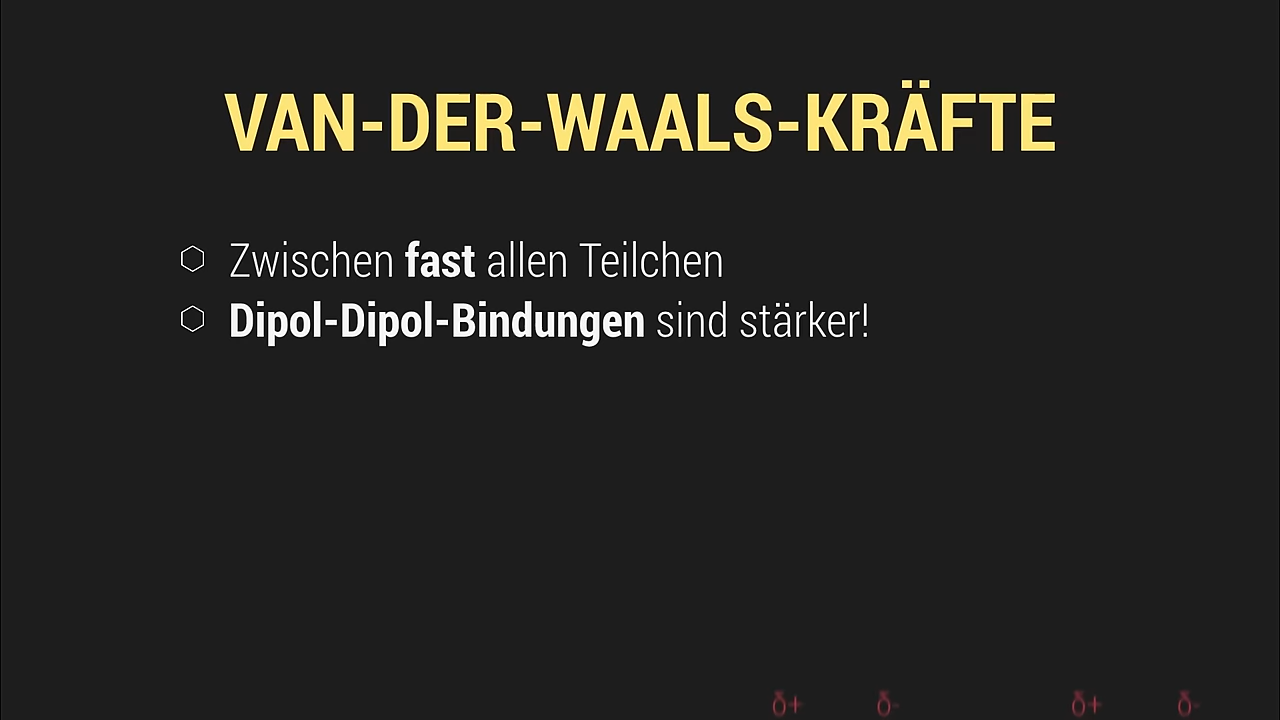 VAN-DER-WAALS-KRÄFTE
Zwischen fast allen Teilchen
Dipol-Dipol-Bindungen sind stärker!
δ+ δ- δ+ δ-